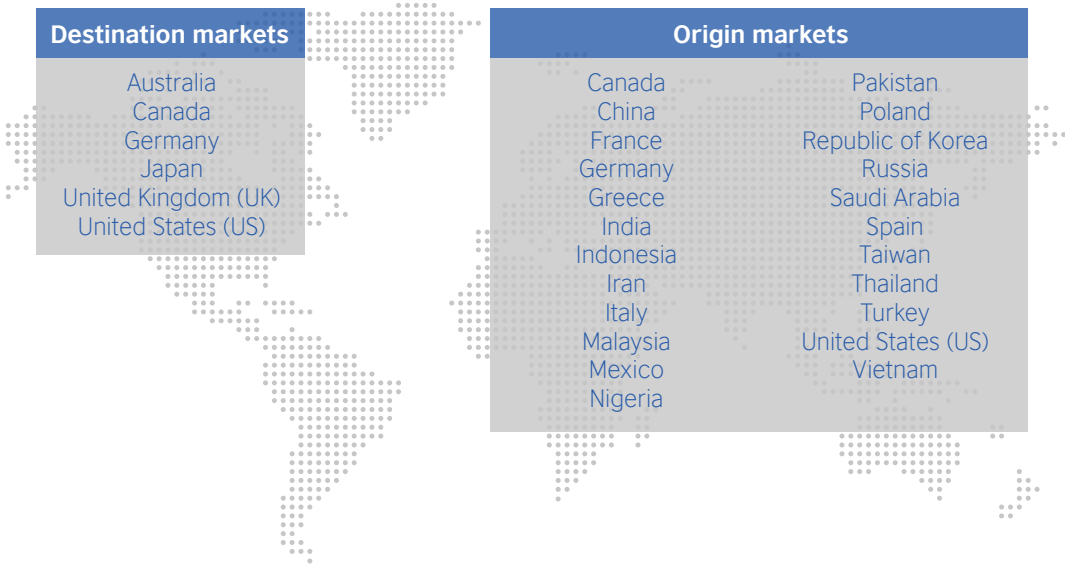 Destination markets
Australia
Canada
Germany
Japan
United Kingdom (UK)
United States (US)
Origin markets
Canada
China
France
Germany
Greece
India
Indonesia
Iran
Italy
Malaysia
Mexico
Nigeria
Pakistan
Poland
Republic of Korea
Russia
Saudi Arabia
Spain
Taiwan
Thailand
Turkey
United States (US)
Vietnam